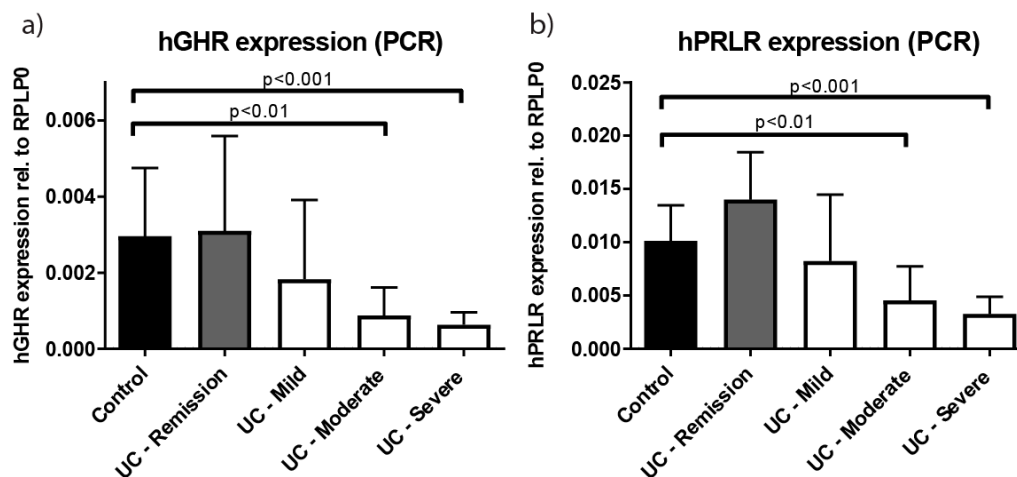 a)
hGHR expression (PCR)
hGHR expression rel. to RPLP0
0.006
0.004
0.002
0.000
p<0.001
p<0.01
Control
UC - Remission
UC - Mild
UC - Moderate
UC - Severe
b)
hPRLR expression (PCR)
hPRLR expression rel. to RPLP0
0.025
0.020
0.015
0.010
0.005
0.000
p<0.001
p<0.01
Control
UC - Remission
UC - Mild
UC - Moderate
UC - Severe